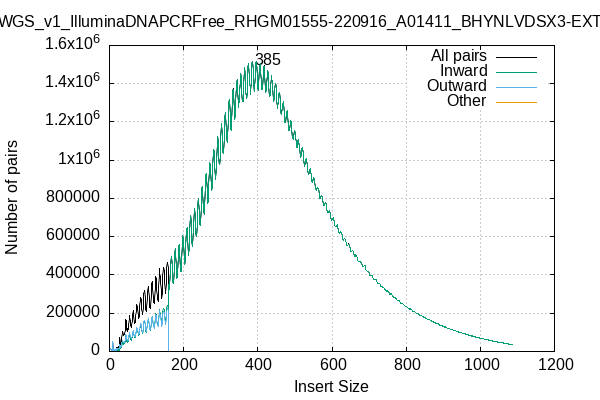 WGS_v1_IlluminaDNAPCRFree_RHGM01555-220916_A01411_BHYNLVDSX3-EXT
1.6x10^6
1.4x10^6
1.2x10^6
1x10^6
800000
600000
400000
200000
0
Number of pairs
385
All pairs
Inward
Outward
Other
0 200 400 600 800 1000 1200
Insert Size